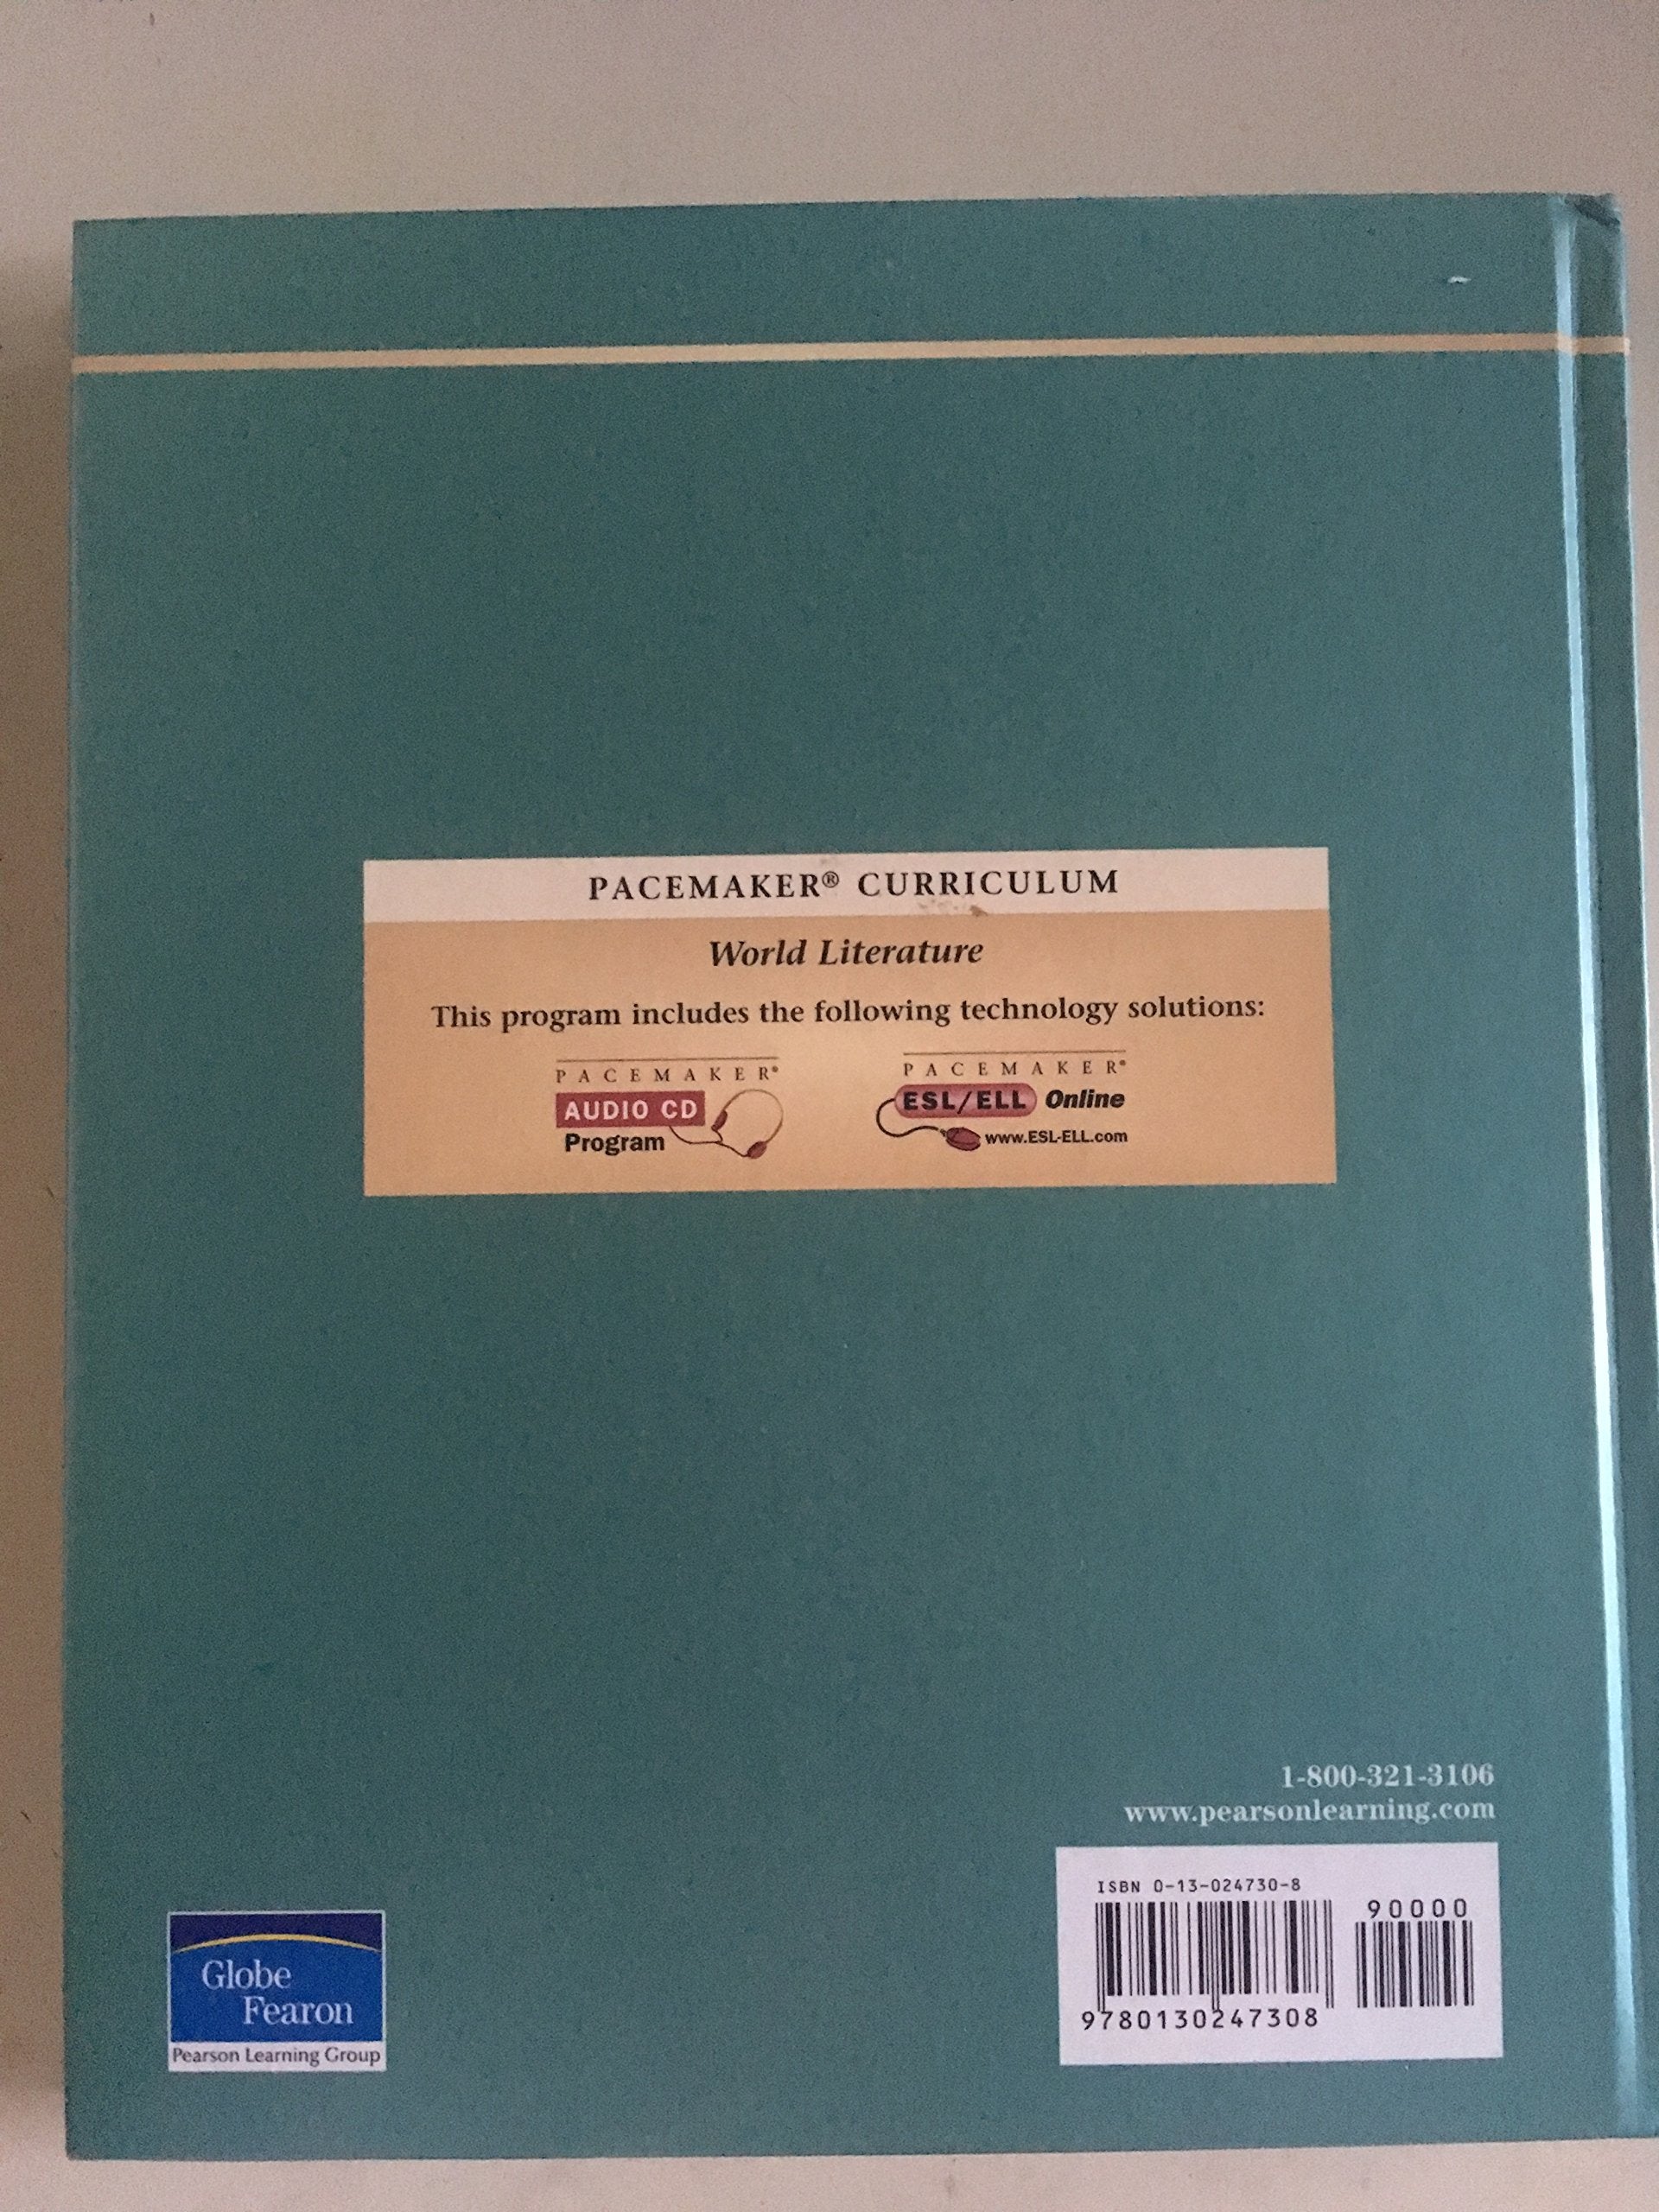 PACEMAKER® CURRICULUM
World Literature
This program includes the following technology solutions:
PACEMAKER®
AUDIO CD
Program
PACEMAKER®
ESL/ELL Online
www.ESL-ELL.com
1-800-321-3106
www.pearsonlearning.com
ISBN 0-13-024730-8
90000
9780130247308
Globe
Fearon
Pearson Learning Group